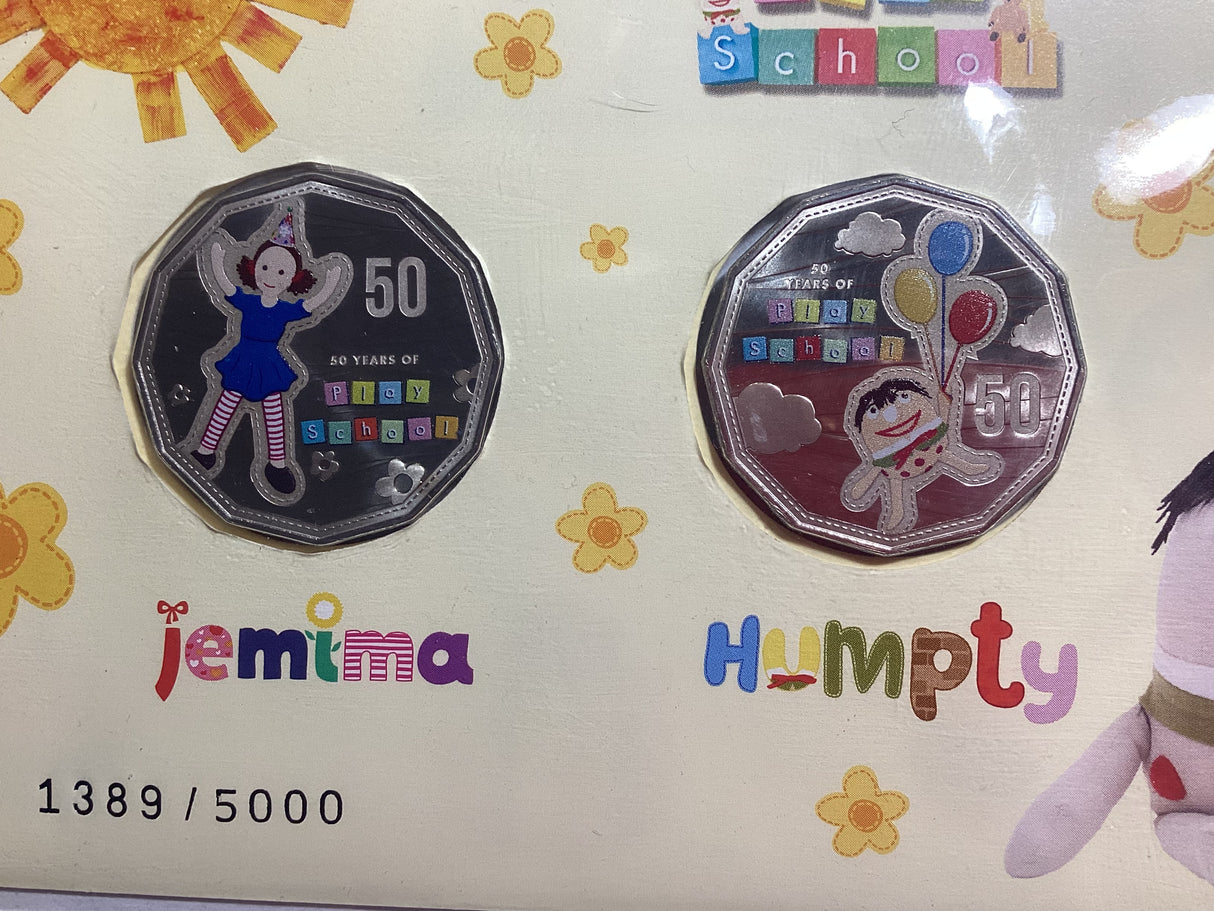 School
50
50 YEARS OF
Play
School
50
YEARS OF
Play
School
50
jemima
Humpty
1389/5000